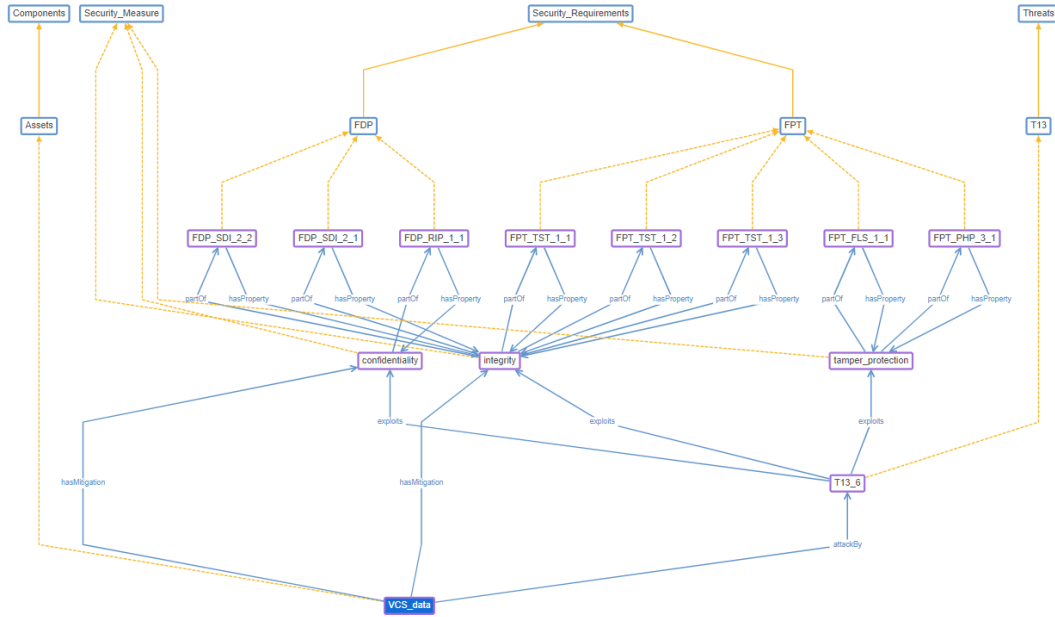 Components
Security_Measure
Security_Requirements
Threats
Assets
FDP
FPT
T13
FDP_SDI_2_2
FDP_SDI_2_1
FDP_RIP_1_1
FPT_TST_1_1
FPT_TST_1_2
FPT_TST_1_3
FPT_FLS_1_1
FPT_PHP_3_1
partOf
hasProperty
partOf
hasProperty
partOf
hasProperty
partOf
hasProperty
partOf
hasProperty
partOf
hasProperty
partOf
hasProperty
partOf
hasProperty
confidentiality
integrity
tamper_protection
exploits
exploits
exploits
hasMitigation
hasMitigation
T13_6
attackBy
VCS_data